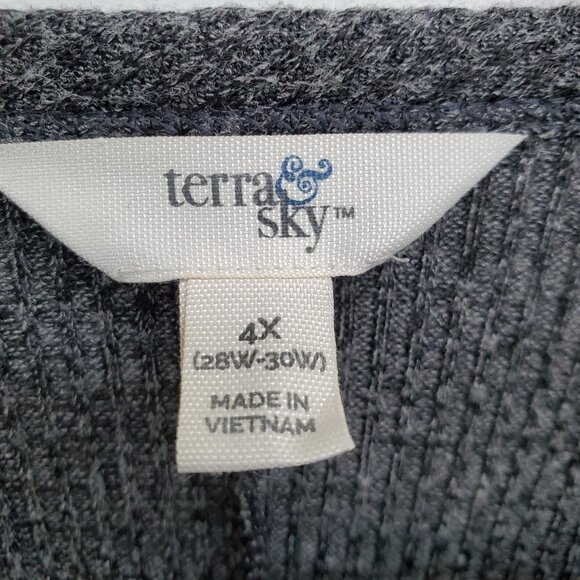 terra &
sky™
4X
(28W-30W)
MADE IN
VIETNAM